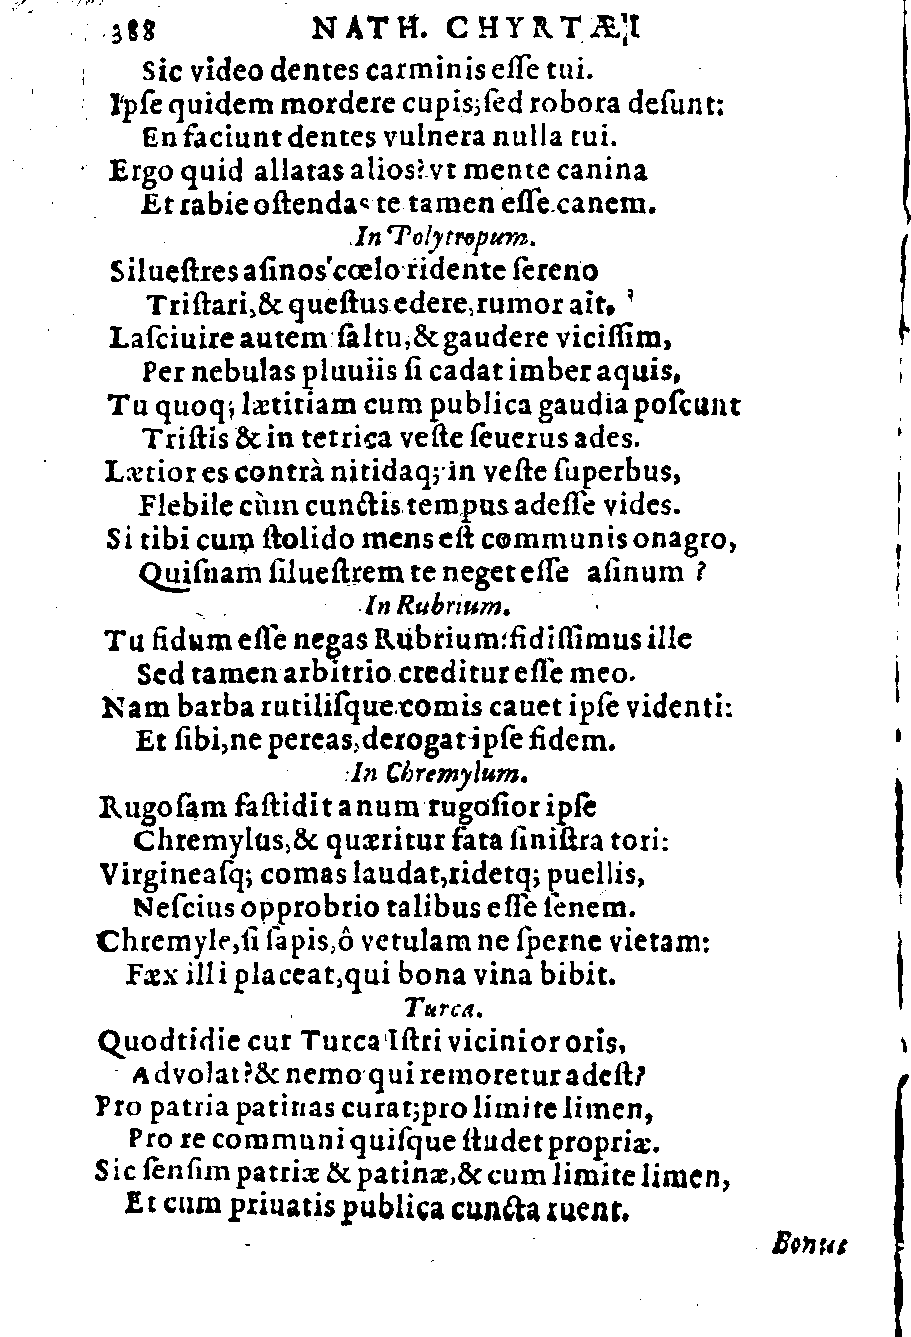 388 NATH. CHYRTÆI
Sic video dentes carminis eſſe tui.
Ipſe quidem mordere cupis; ſed robora deſunt:
En faciunt dentes vulnera nulla tui.
Ergo quid allatas alios? vt mente canina
Et rabie oſtendas te tamen eſſe canem.
In Polytropum.
Silueſtres aſinos cœlo ridente ſereno
Triſtari, & queſtus edere, rumor ait,
Laſciuire autem ſaltu, & gaudere viciſſim,
Per nebulas pluuiis ſi cadat imber aquis,
Tu quoq; lætitiam cum publica gaudia poſcunt
Triſtis & in tetrica veſte ſeuerus ades.
Lætior es contrà nitidaq; in veſte ſuperbus,
Flebile cùm cunctis tempus adeſſe vides.
Si tibi cum ſtolido mens eſt communis onagro,
Quiſnam ſilueſtrem te neget eſſe aſinum?
In Rubrium.
Tu fidum eſſe negas Rubrium: fidiſſimus ille
Sed tamen arbitrio creditur eſſe meo.
Nam barba rutiliſque comis cauet ipſe videnti:
Et ſibi, ne pereas, derogat ipſe fidem.
In Chremylum.
Rugoſam faſtidit anum rugoſior ipſe
Chremylus, & quæritur fata ſiniſtra tori:
Virgineaſq; comas laudat, ridetq; puellis,
Neſcius opprobrio talibus eſſe ſenem.
Chremyle, ſi ſapis, ô vetulam ne ſperne vietam:
Fæx illi placeat, qui bona vina bibit.
Turca.
Quodtidie cur Turca Iſtri vicinior oris,
Advolat? & nemo qui remoretur adeſt?
Pro patria patinas curat; pro limite limen,
Pro re communi quiſque ſtudet propriæ.
Sic ſenſim patriæ & patinæ, & cum limite limen,
Et cum priuatis publica cuncta ruent.
Bonus